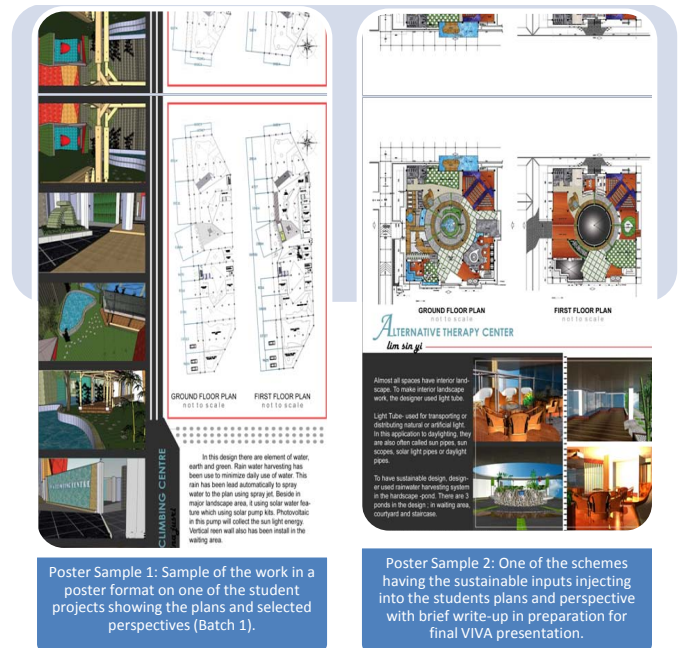 GROUND FLOOR PLAN
not to scale
FIRST FLOOR PLAN
not to scale
In this design there are element of water,
earth and green. Rain water harvesting has
been use to minimize daily use of water. This
rain has been lead automatically to spray
water to the plan using spray jet. Beside in
major landscape area, it using solar water fea-
ture which using solar pump kits. Photovoltaic
in this pump will collect the sun light energy.
Vertical reen wall also has been install in the
waiting area.
CLIMBING CENTRE
Poster Sample 1: Sample of the work in a
poster format on one of the student
projects showing the plans and selected
perspectives (Batch 1).
GROUND FLOOR PLAN
not to scale
FIRST FLOOR PLAN
not to scale
ALTERNATIVE THERAPY CENTER
lim sin yi
Almost all spaces have interior land-
scape. To make interior landscape
work, the designer used light tube.
Light Tube- used for transporting or
distributing natural or artificial light.
In this application to daylighting, they
are also often called sun pipes, sun
scopes, solar light pipes or daylight
pipes.
To have sustainable design, design-
er used rainwater harvesting system
in the hardscape -pond. There are 3
ponds in the design ; in waiting area,
courtyard and staircase.
Poster Sample 2: One of the schemes
having the sustainable inputs injecting
into the students plans and perspective
with brief write-up in preparation for
final VIVA presentation.